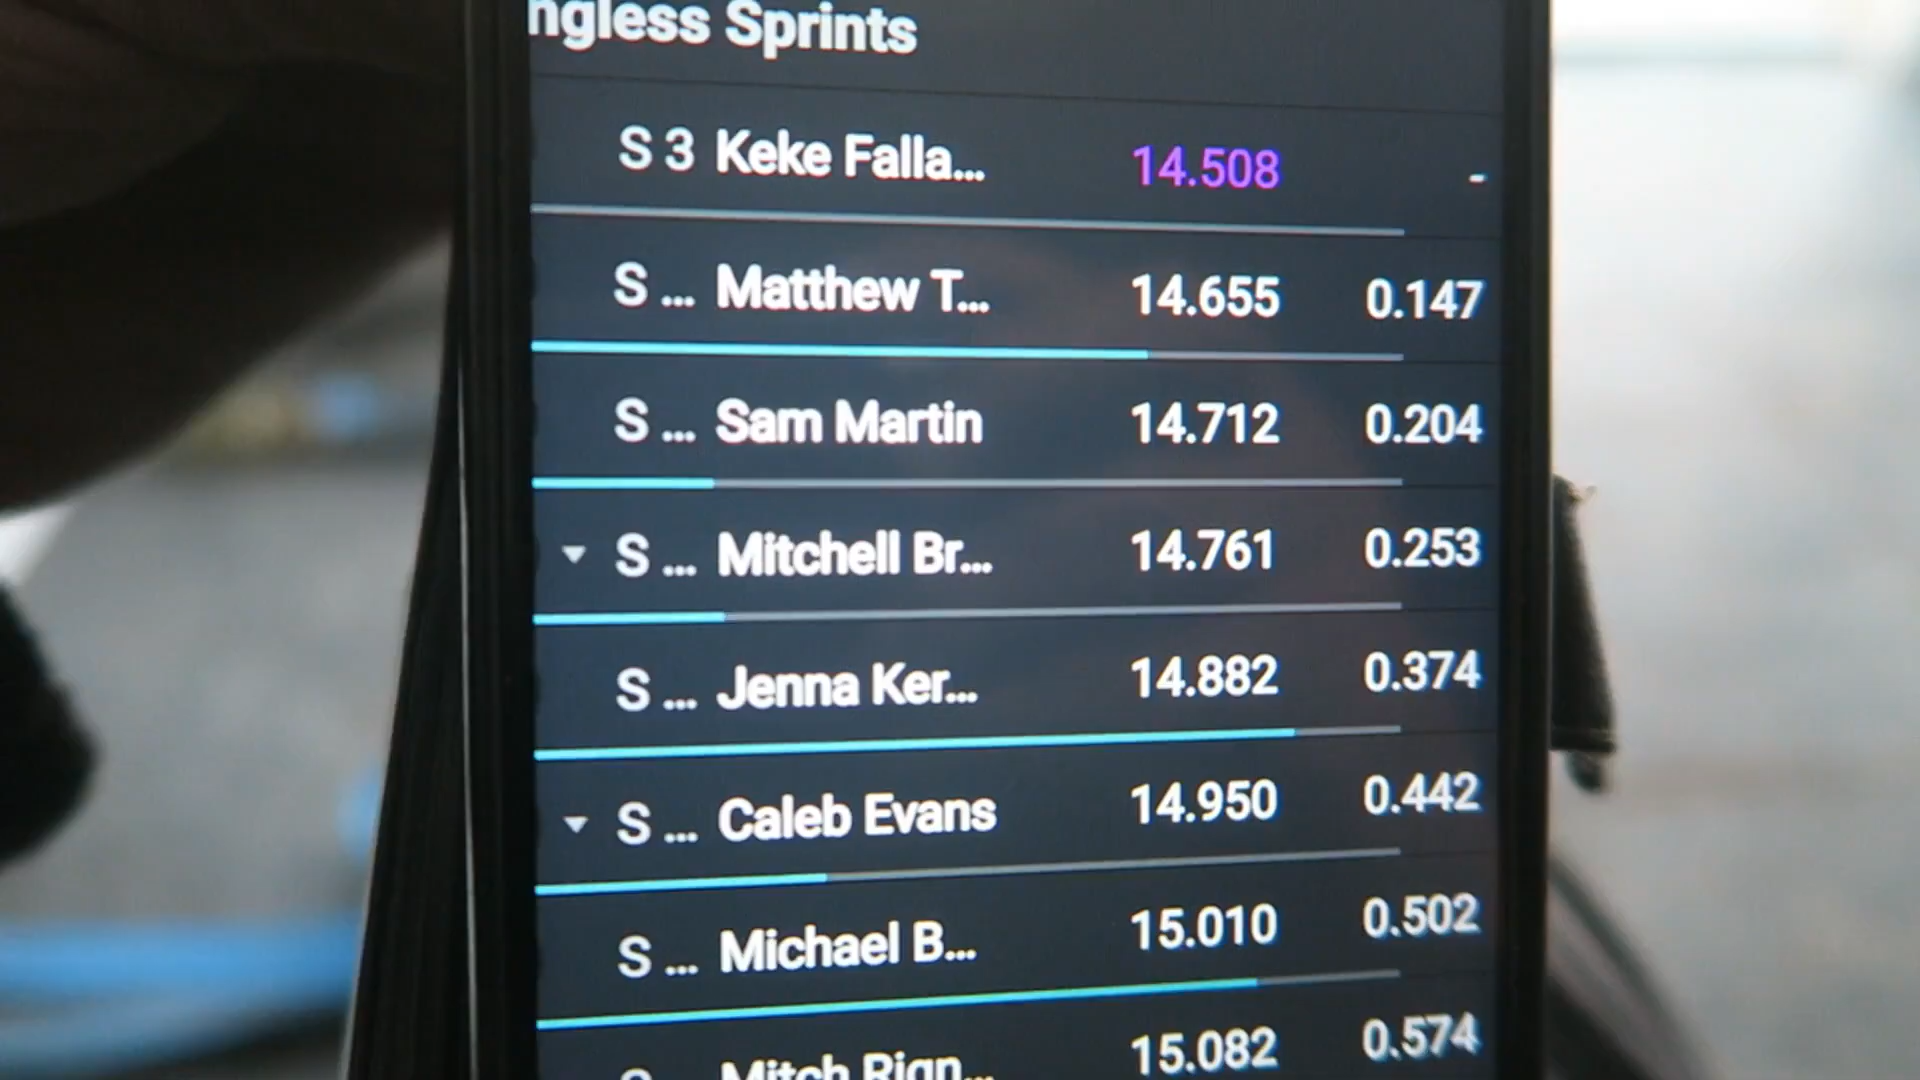 ngless Sprints
S 3 Keke Falla... 14.508 -
S ... Matthew T... 14.655 0.147
S ... Sam Martin 14.712 0.204
S ... Mitchell Br... 14.761 0.253
S ... Jenna Ker... 14.882 0.374
S ... Caleb Evans 14.950 0.442
S ... Michael B... 15.010 0.502
S Mitch Rign... 15.082 0.574